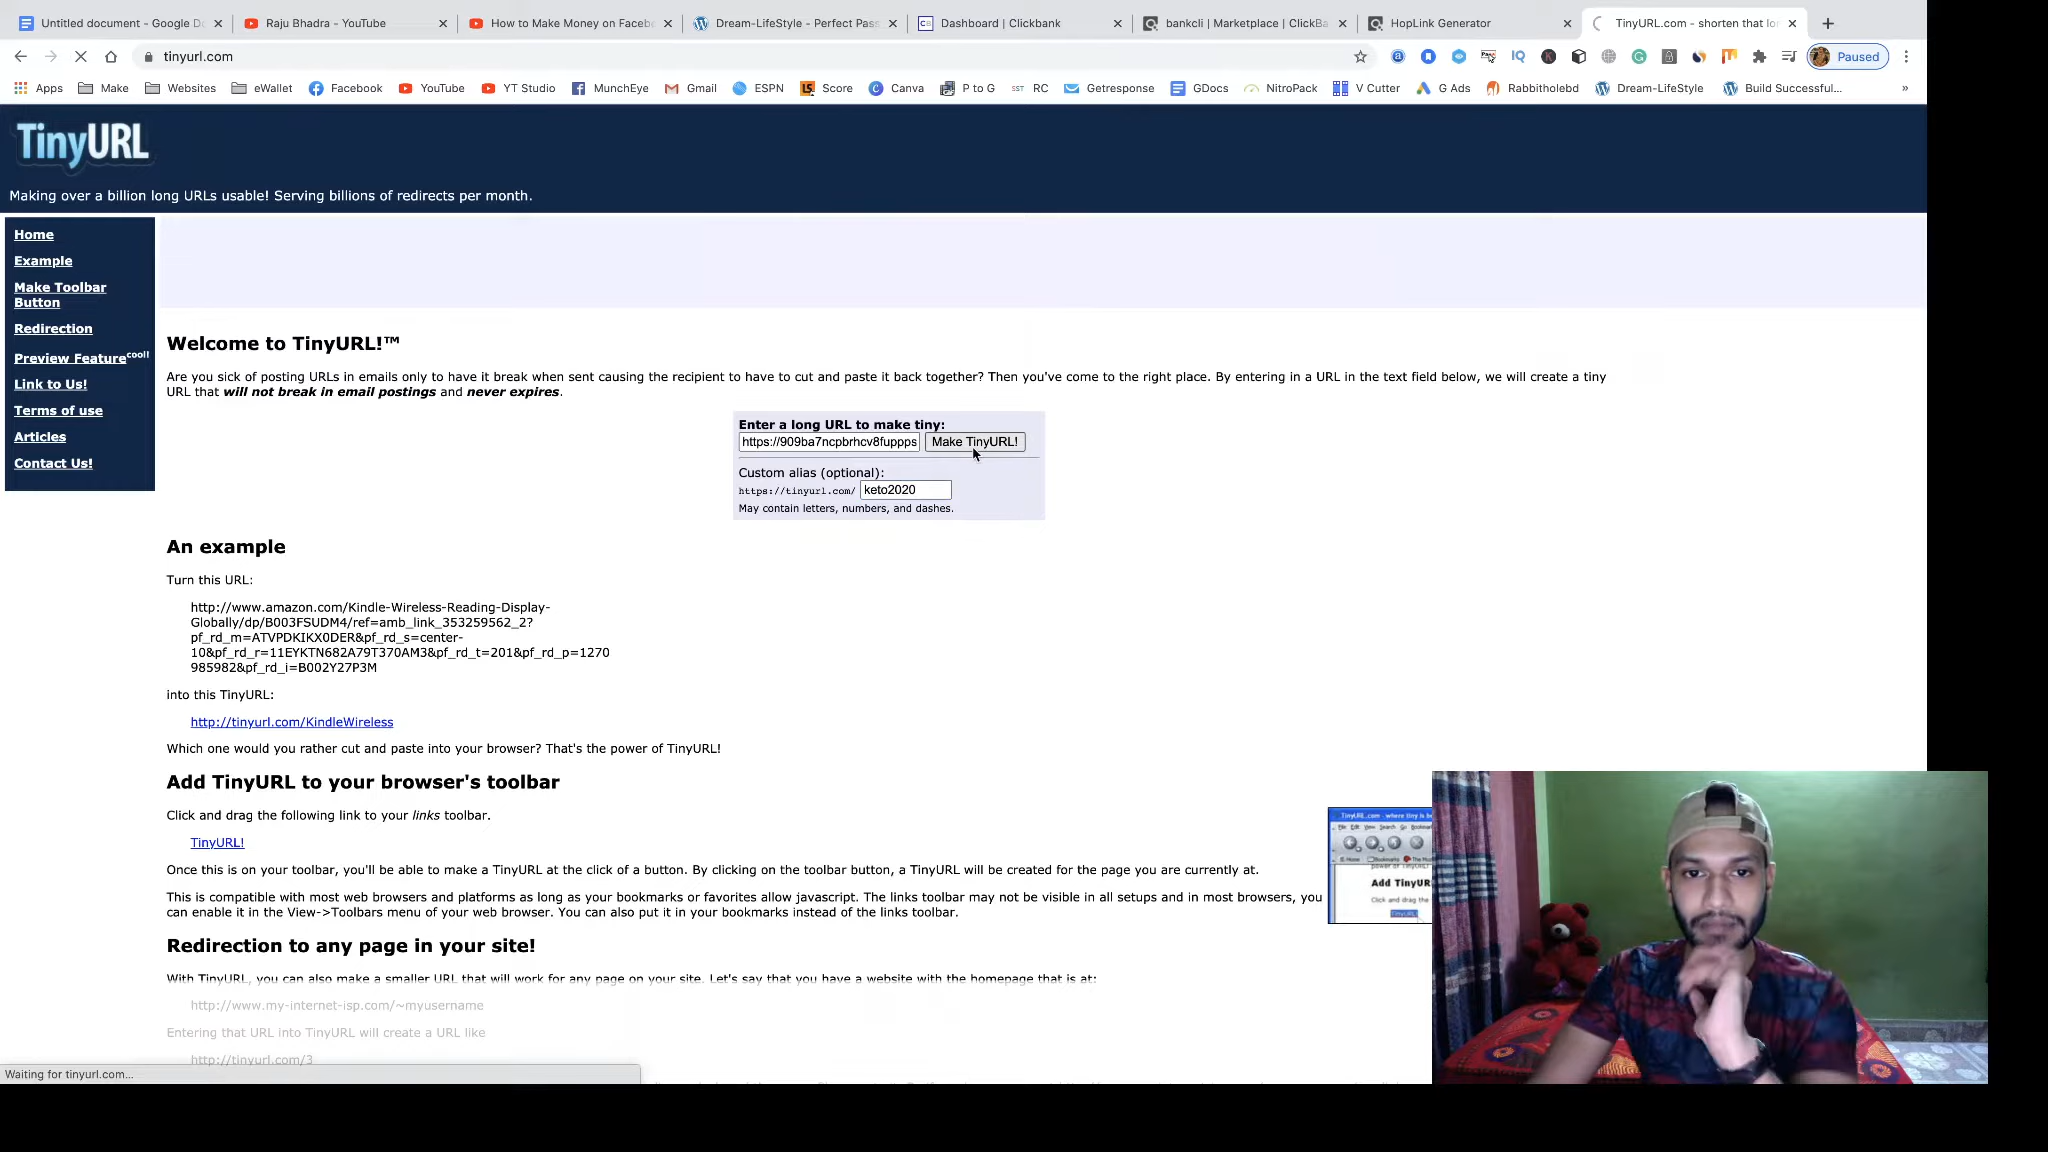 Untitled document - Google Do
Raju Bhadra - YouTube
How to Make Money on Facebo
Dream-LifeStyle - Perfect Pass
Dashboard | Clickbank
bankcli | Marketplace | ClickBa
HopLink Generator
TinyURL.com - shorten that lo
tinyurl.com
Paused
Apps
Make
Websites
eWallet
Facebook
YouTube
YT Studio
MunchEye
Gmail
ESPN
Score
Canva
P to G
SST RC
Getresponse
GDocs
NitroPack
V Cutter
G Ads
Rabbitholebd
Dream-LifeStyle
Build Successful...
TinyURL
Making over a billion long URLs usable! Serving billions of redirects per month.
Home
Example
Make Toolbar
Button
Redirection
Preview Feature cool!
Link to Us!
Terms of use
Articles
Contact Us!
Welcome to TinyURL!™
Are you sick of posting URLs in emails only to have it break when sent causing the recipient to have to cut and paste it back together? Then you've come to the right place. By entering in a URL in the text field below, we will create a tiny
URL that will not break in email postings and never expires.
Enter a long URL to make tiny:
https://909ba7ncpbrhcv8fuppps Make TinyURL!
Custom alias (optional):
https://tinyurl.com/ keto2020
May contain letters, numbers, and dashes.
An example
Turn this URL:
http://www.amazon.com/Kindle-Wireless-Reading-Display-
Globally/dp/B003FSUDM4/ref=amb_link_353259562_2?
pf_rd_m=ATVPDKIKX0DER&pf_rd_s=center-
10&pf_rd_r=11EYKTN682A79T370AM3&pf_rd_t=201&pf_rd_p=1270
985982&pf_rd_i=B002Y27P3M
into this TinyURL:
http://tinyurl.com/KindleWireless
Which one would you rather cut and paste into your browser? That's the power of TinyURL!
Add TinyURL to your browser's toolbar
Click and drag the following link to your links toolbar.
TinyURL!
Once this is on your toolbar, you'll be able to make a TinyURL at the click of a button. By clicking on the toolbar button, a TinyURL will be created for the page you are currently at.
This is compatible with most web browsers and platforms as long as your bookmarks or favorites allow javascript. The links toolbar may not be visible in all setups and in most browsers, you
can enable it in the View->Toolbars menu of your web browser. You can also put it in your bookmarks instead of the links toolbar.
Add TinyUR
Redirection to any page in your site!
With TinyURL, you can also make a smaller URL that will work for any page on your site. Let's say that you have a website with the homepage that is at:
http://www.my-internet-isp.com/~myusername
Entering that URL into TinyURL will create a URL like
http://tinyurl.com/3
Waiting for tinyurl.com...